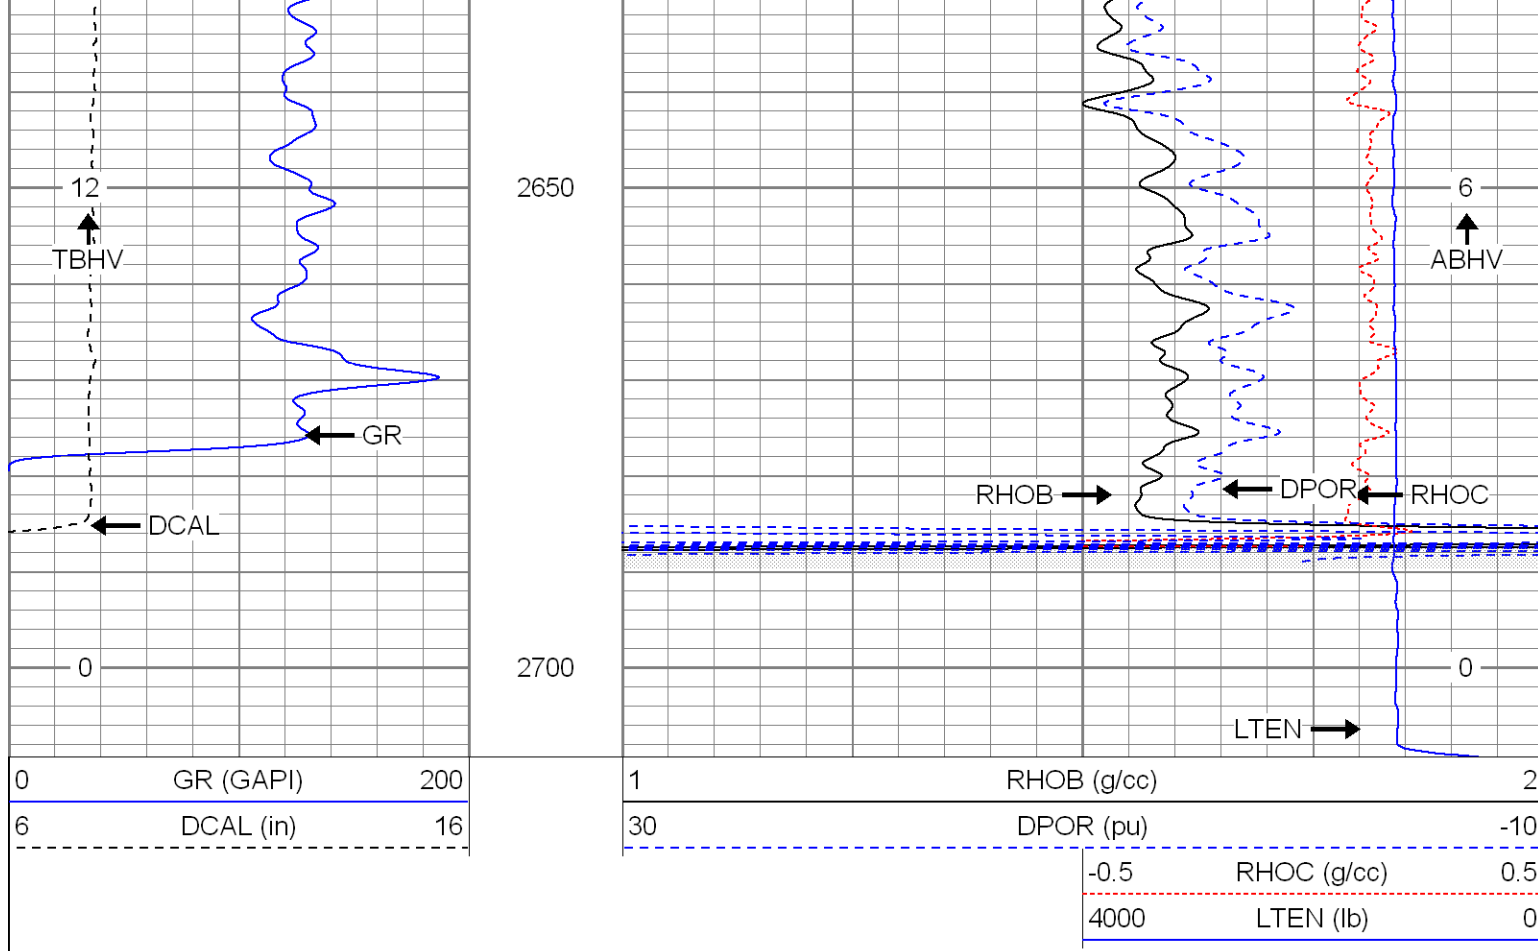 12
2650
6
TBHV
ABHV
GR
RHOB
DPOR
RHOC
DCAL
0
2700
0
LTEN
0 GR (GAPI) 200
1 RHOB (g/cc) 2
6 DCAL (in) 16
30 DPOR (pu) -10
-0.5 RHOC (g/cc) 0.5
4000 LTEN (lb) 0